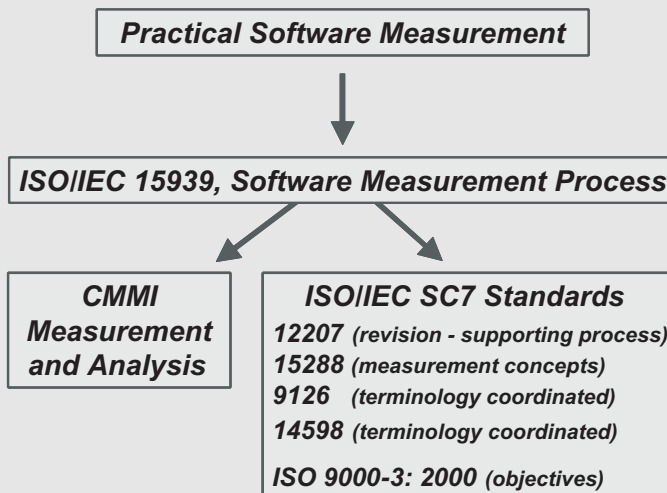 Practical Software Measurement
ISO/IEC 15939, Software Measurement Process
CMMI
Measurement
and Analysis
ISO/IEC SC7 Standards
12207 (revision - supporting process)
15288 (measurement concepts)
9126 (terminology coordinated)
14598 (terminology coordinated)
ISO 9000-3: 2000 (objectives)